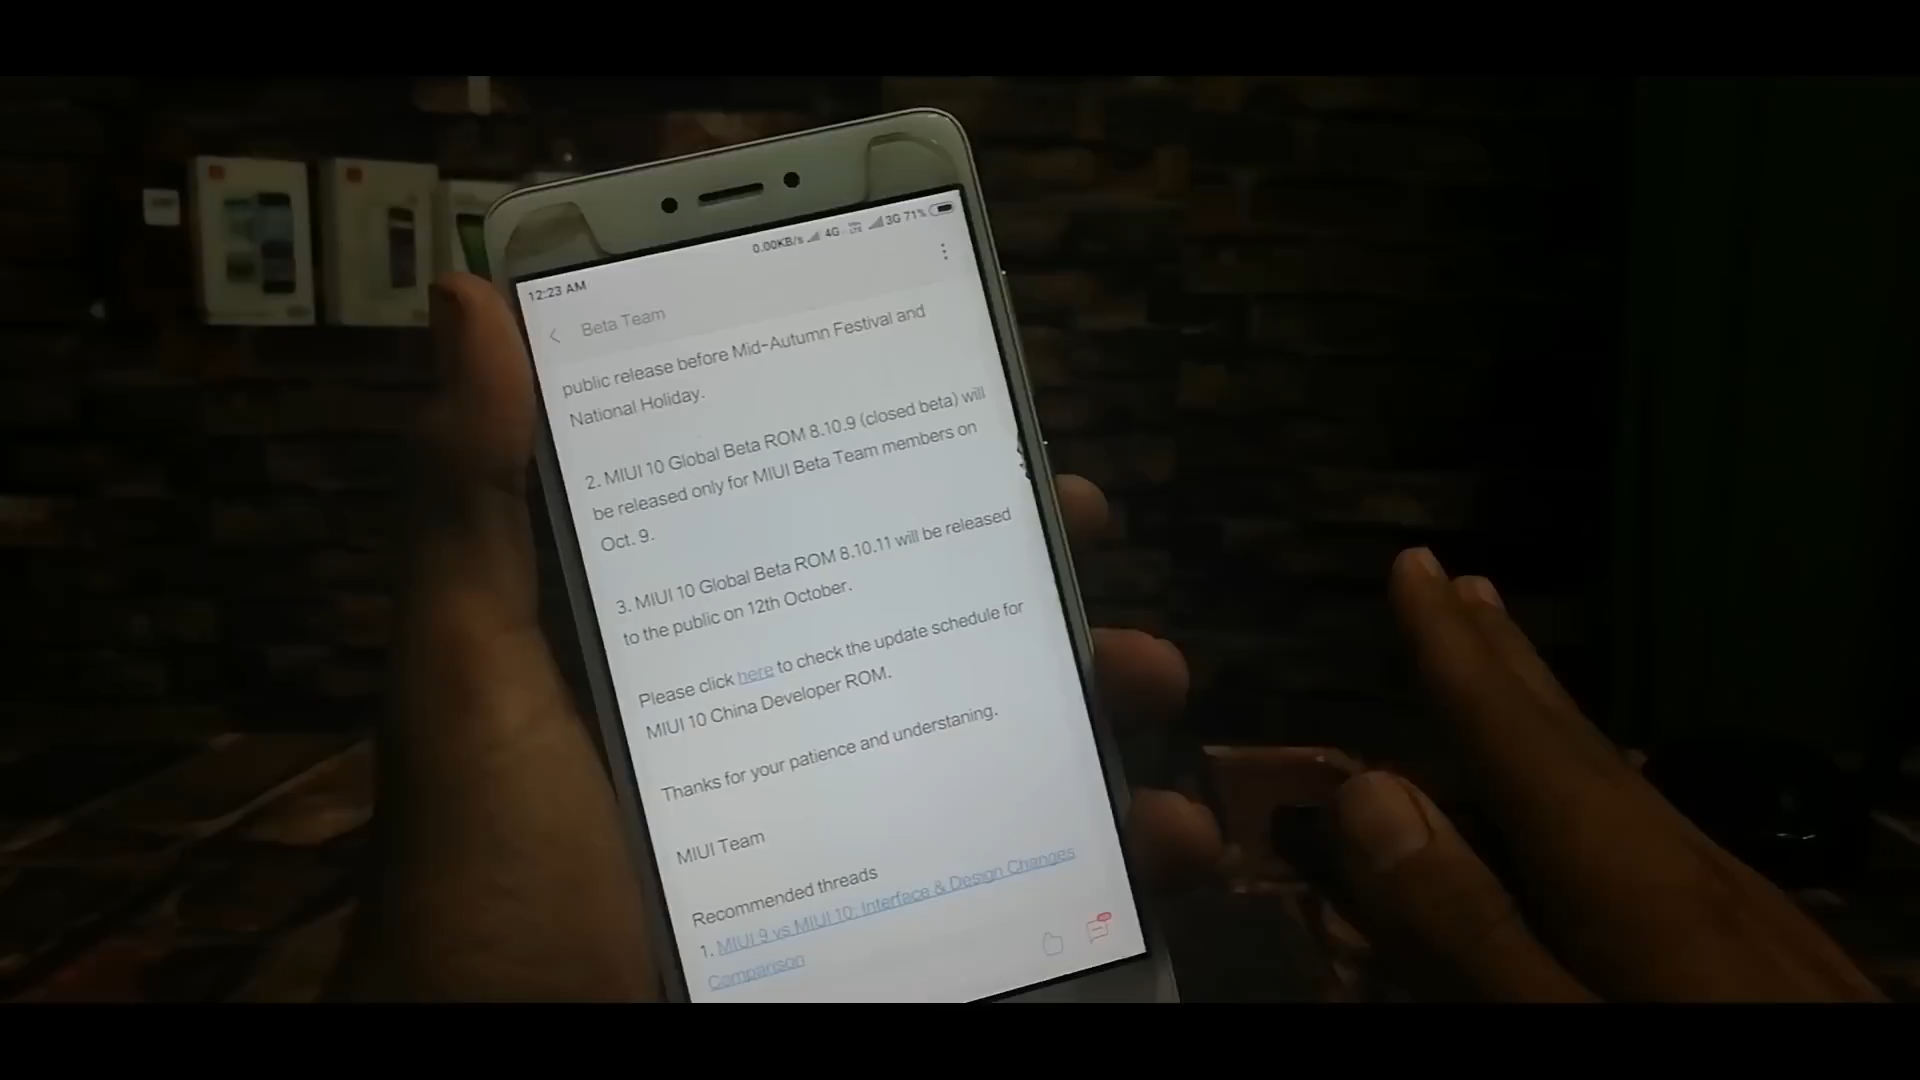 0.00KB/s 4G 3G 71%
12:23 AM
Beta Team
public release before Mid-Autumn Festival and
National Holiday.
2. MIUI 10 Global Beta ROM 8.10.9 (closed beta) will
be released only for MIUI Beta Team members on
Oct. 9.
3. MIUI 10 Global Beta ROM 8.10.11 will be released
to the public on 12th October.
Please click here to check the update schedule for
MIUI 10 China Developer ROM.
Thanks for your patience and understaning.
MIUI Team
Recommended threads
1. MIUI 9 vs MIUI 10: Interface & Design Changes
Comparison